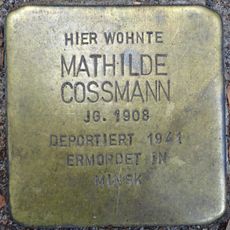 HIER WOHNTE
MATHILDE
COSSMANN
JG. 1908
DEPORTIERT 1941
ERMORDET IN
MINSK